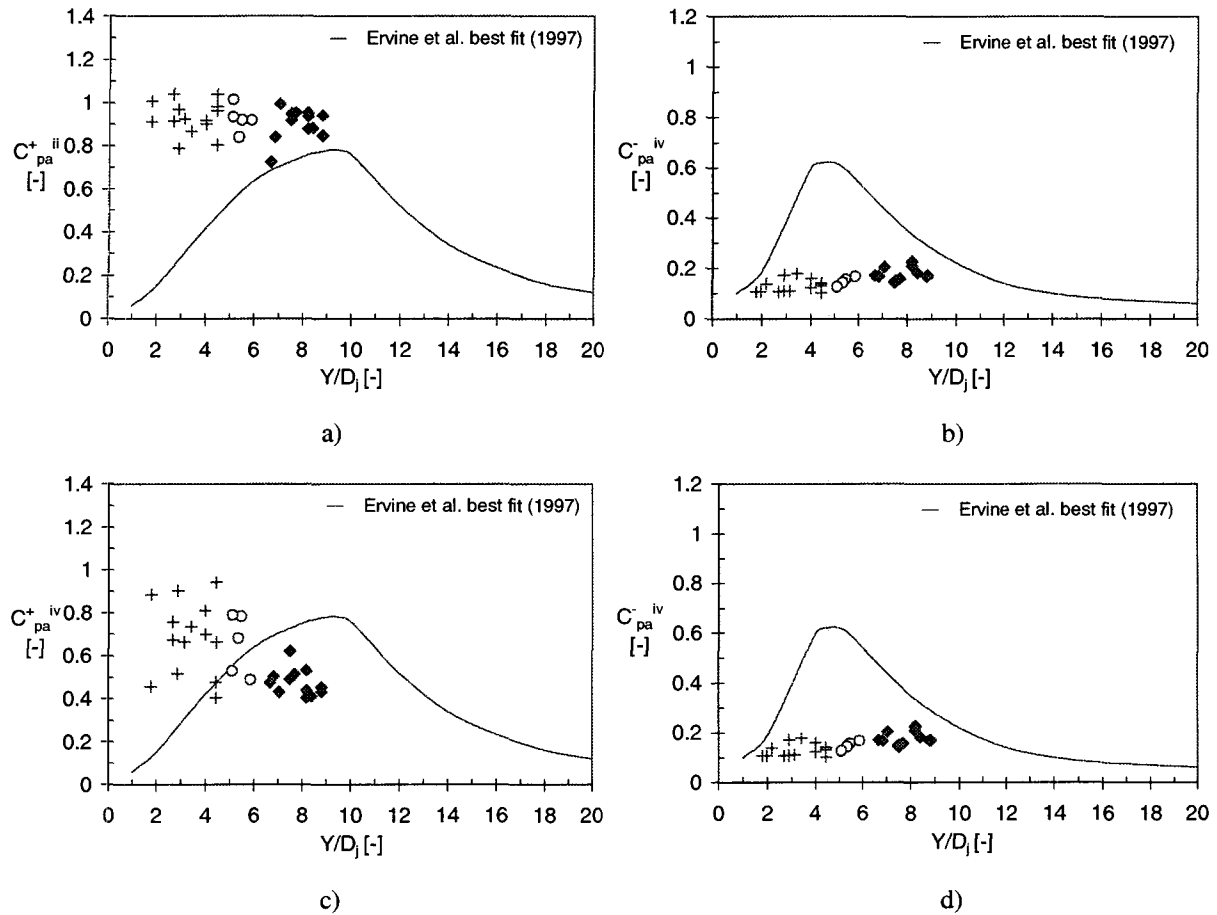 1.4
1.2
1
0.8
0.6
0.4
0.2
0
C+pa ii
[-]
— Ervine et al. best fit (1997)
0 2 4 6 8 10 12 14 16 18 20
Y/Dj [-]
a)
1.2
1
0.8
0.6
0.4
0.2
0
C-pa iv
[-]
— Ervine et al. best fit (1997)
0 2 4 6 8 10 12 14 16 18 20
Y/Dj [-]
b)
1.4
1.2
1
0.8
0.6
0.4
0.2
0
C+pa iv
[-]
— Ervine et al. best fit (1997)
0 2 4 6 8 10 12 14 16 18 20
Y/Dj [-]
c)
1.2
1
0.8
0.6
0.4
0.2
0
C-pa iv
[-]
— Ervine et al. best fit (1997)
0 2 4 6 8 10 12 14 16 18 20
Y/Dj [-]
d)